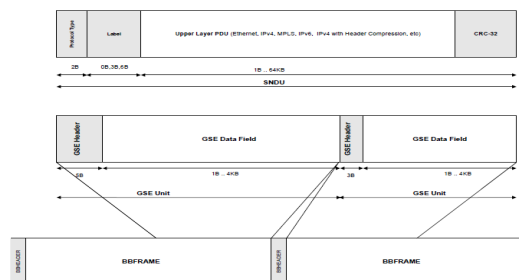 Protocol Type
Label
Upper Layer PDU (Ethernet, IPv4, MPLS, IPv6, IPv4 with Header Compression, etc)
CRC-32
2B
0B,3B,6B
1B .. 64KB
SNDU
GSE Header
GSE Data Field
GSE Header
GSE Data Field
6B
1B .. 4KB
3B
1B .. 4KB
GSE Unit
GSE Unit
BBHEADER
BBFRAME
BBHEADER
BBFRAME